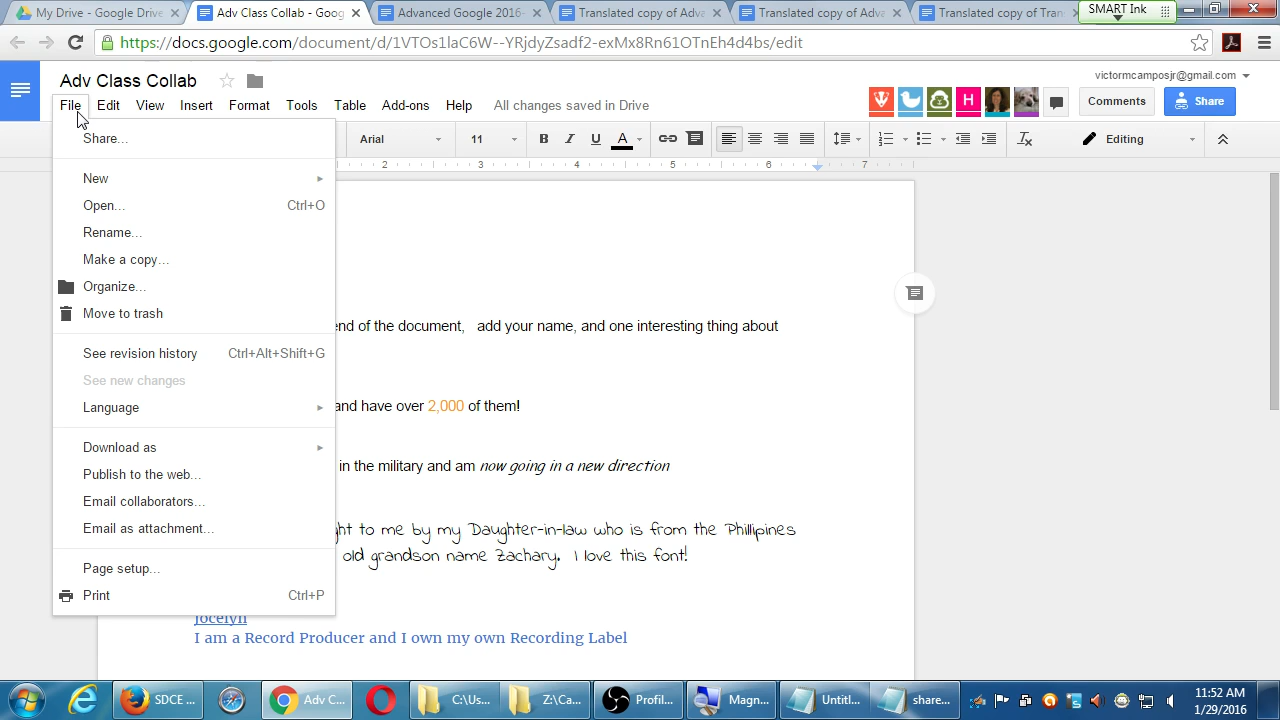 My Drive - Google Drive
Adv Class Collab - Goog
Advanced Google 2016-
Translated copy of Adva
Translated copy of Adva
Translated copy of Tran
SMART Ink
https://docs.google.com/document/d/1VTOs1laC6W--YRjdyZsadf2-exMx8Rn61OTnEh4d4bs/edit
Adv Class Collab
victormcamposjr@gmail.com
File Edit View Insert Format Tools Table Add-ons Help All changes saved in Drive
H
Comments
Share
Arial 11 B I U A Editing
2 3 4 5 6 7
Share...
New
Open... Ctrl+O
Rename...
Make a copy...
Organize...
Move to trash
See revision history Ctrl+Alt+Shift+G
See new changes
Language
Download as
Publish to the web...
Email collaborators...
Email as attachment...
Page setup...
Print Ctrl+P
end of the document, add your name, and one interesting thing about
and have over 2,000 of them!
in the military and am now going in a new direction
ght to me by my Daughter-in-law who is from the Phillipines
old grandson name Zachary. I love this font!
Jocelyn
I am a Record Producer and I own my own Recording Label
SDCE ...
Adv C...
C:\Us...
Z:\Ca...
Profil...
Magn...
Untitl...
share...
11:52 AM
1/29/2016